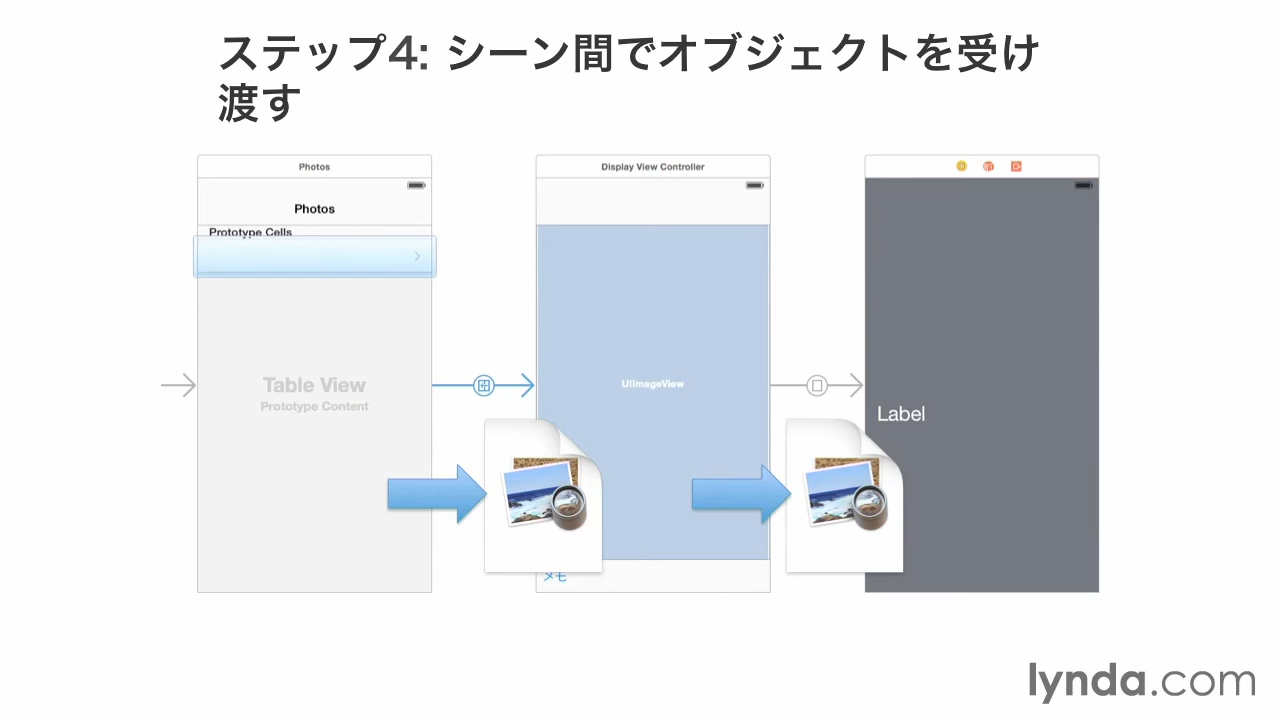 ステップ4: シーン間でオブジェクトを受け
渡す
Photos
Photos
Prototype Cells
Table View
Prototype Content
Display View Controller
UIImageView
メモ
Label
lynda.com